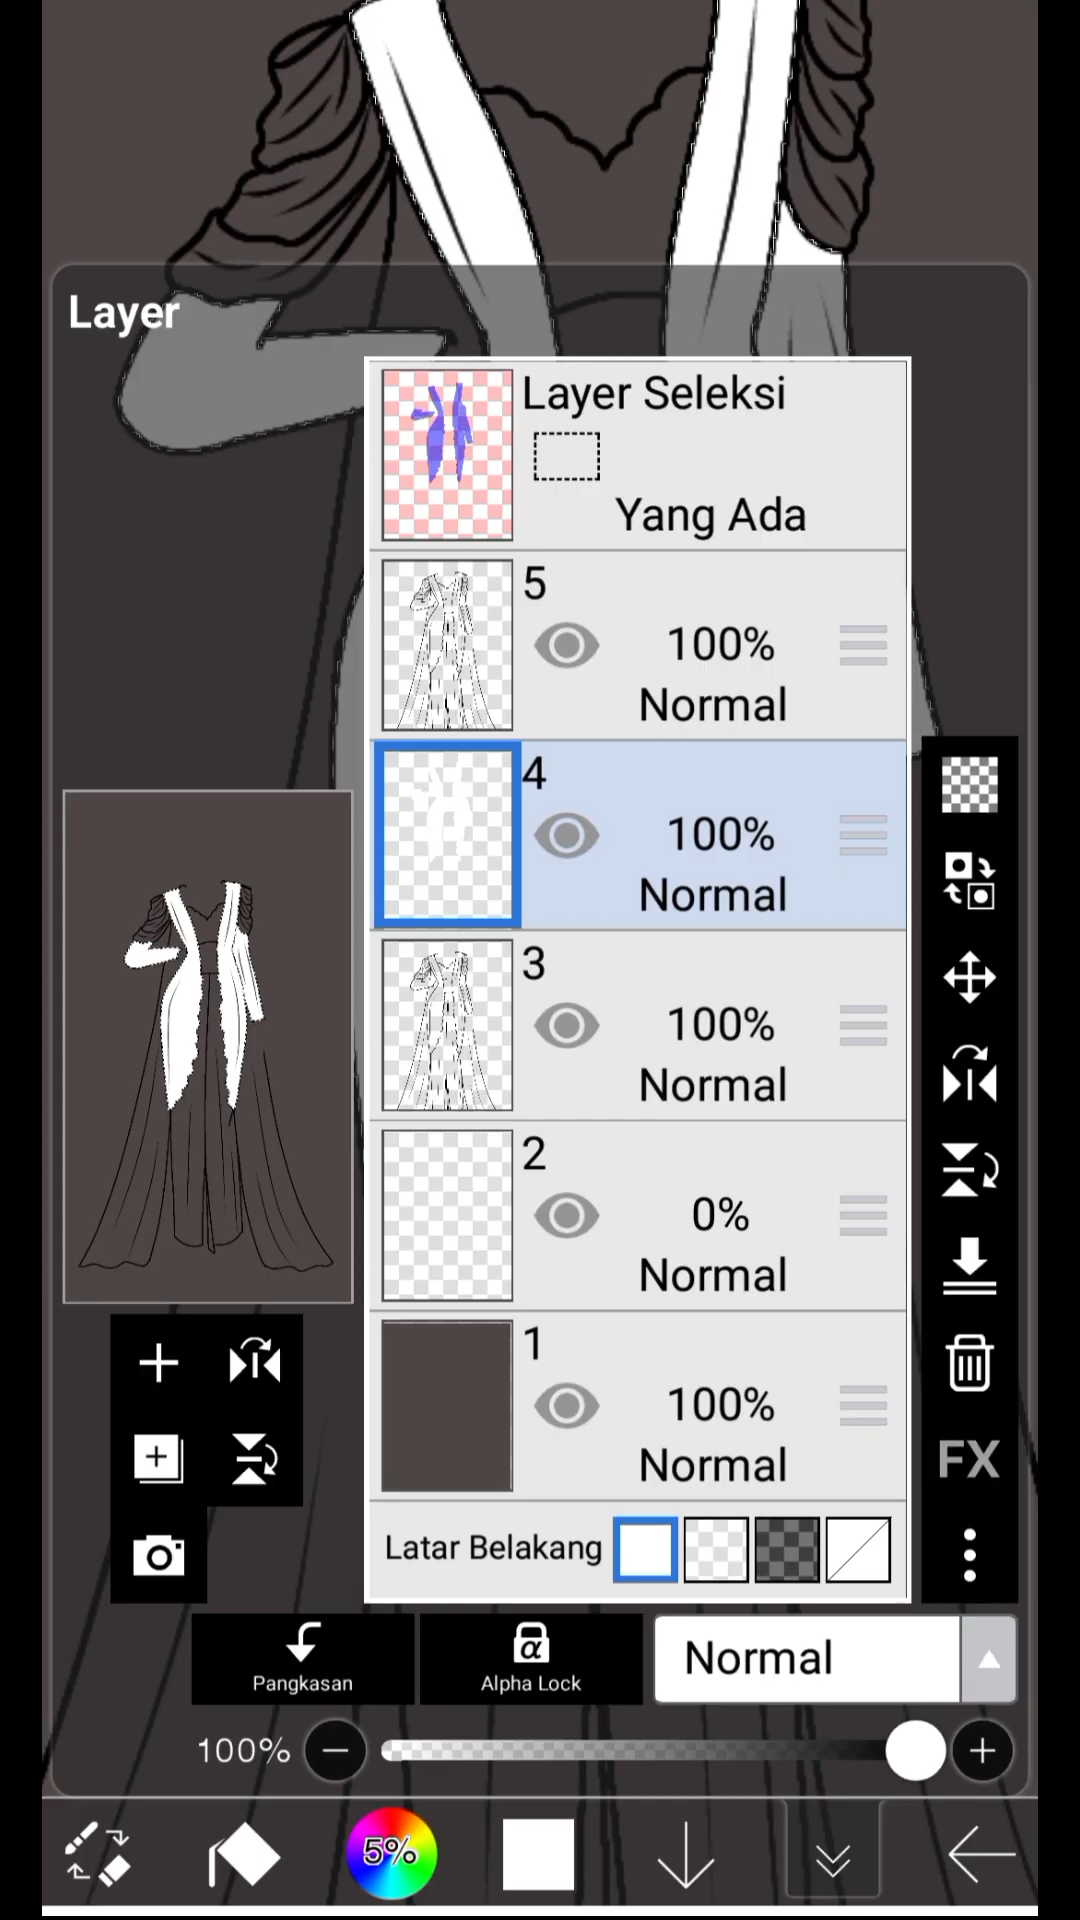 Layer
Layer Seleksi
Yang Ada
5
100%
Normal
4
100%
Normal
3
100%
Normal
2
0%
Normal
1
100%
Normal
FX
Latar Belakang
Pangkasan
α
Alpha Lock
Normal
100%
5%